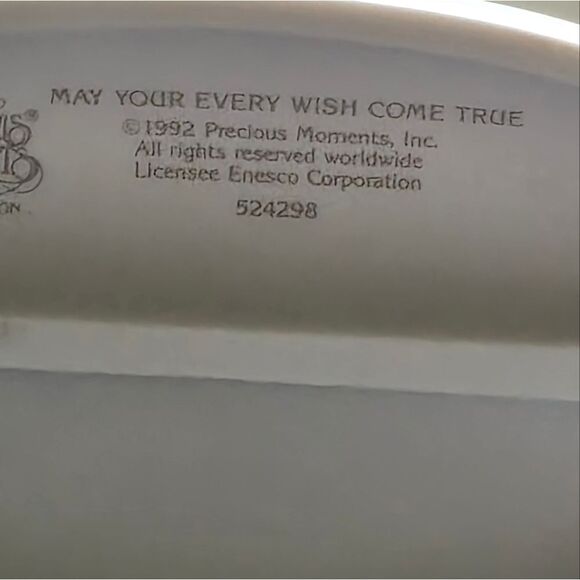 MAY YOUR EVERY WISH COME TRUE
©1992 Precious Moments, Inc.
All rights reserved worldwide
Licensee Enesco Corporation
524298